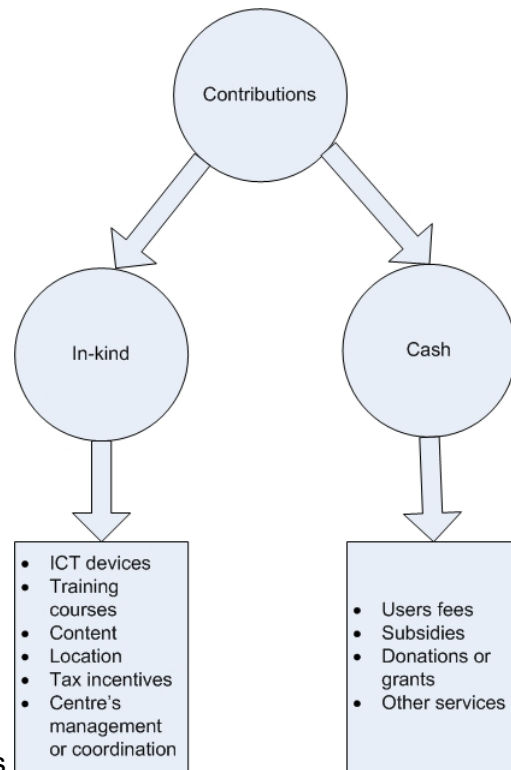 Contributions
In-kind
Cash
• ICT devices
• Training
courses
• Content
• Location
• Tax incentives
• Centre's
management
or coordination
• Users fees
• Subsidies
• Donations or
grants
• Other services
s